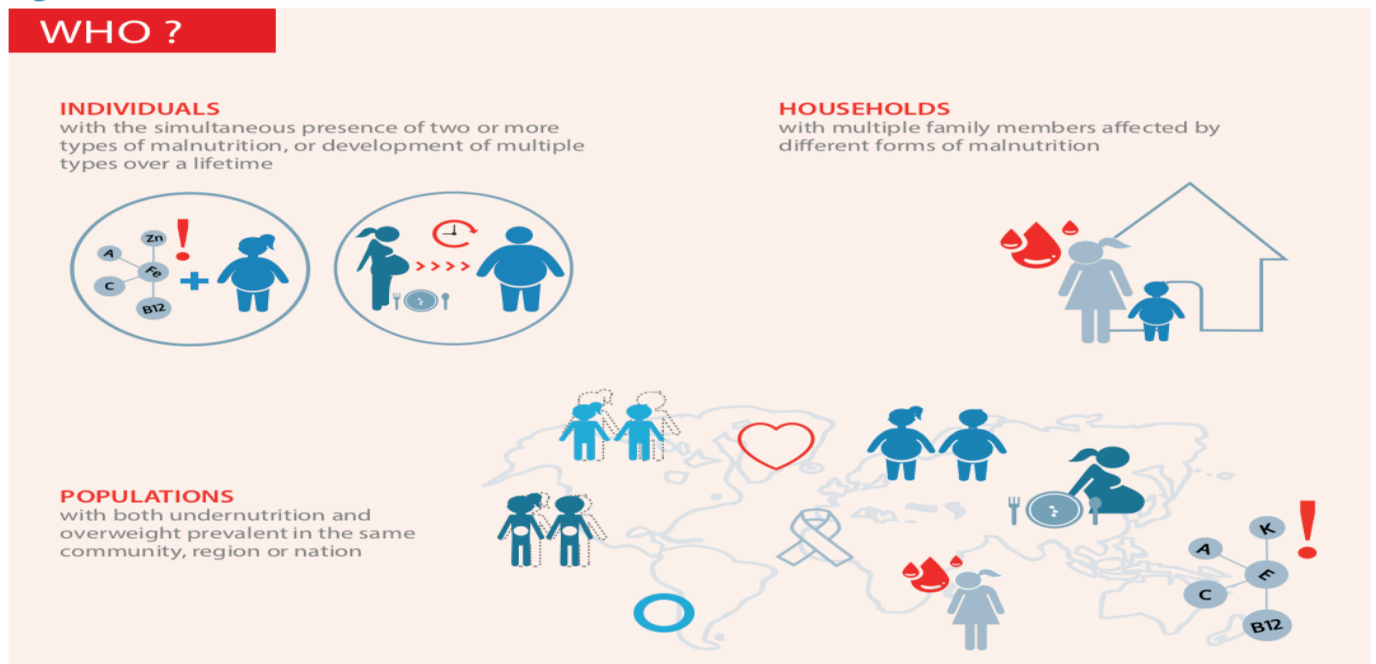 WHO ?
INDIVIDUALS
with the simultaneous presence of two or more
types of malnutrition, or development of multiple
types over a lifetime
HOUSEHOLDS
with multiple family members affected by
different forms of malnutrition
Zn
A
Fe
C
B12
POPULATIONS
with both undernutrition and
overweight prevalent in the same
community, region or nation
K
A
E
C
B12